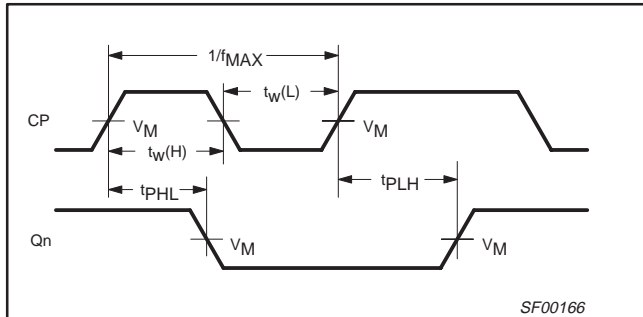 1/fMAX
tw(L)
CP
VM
VM
tw(H)
tPHL
tPLH
Qn
VM
VM
SF00166